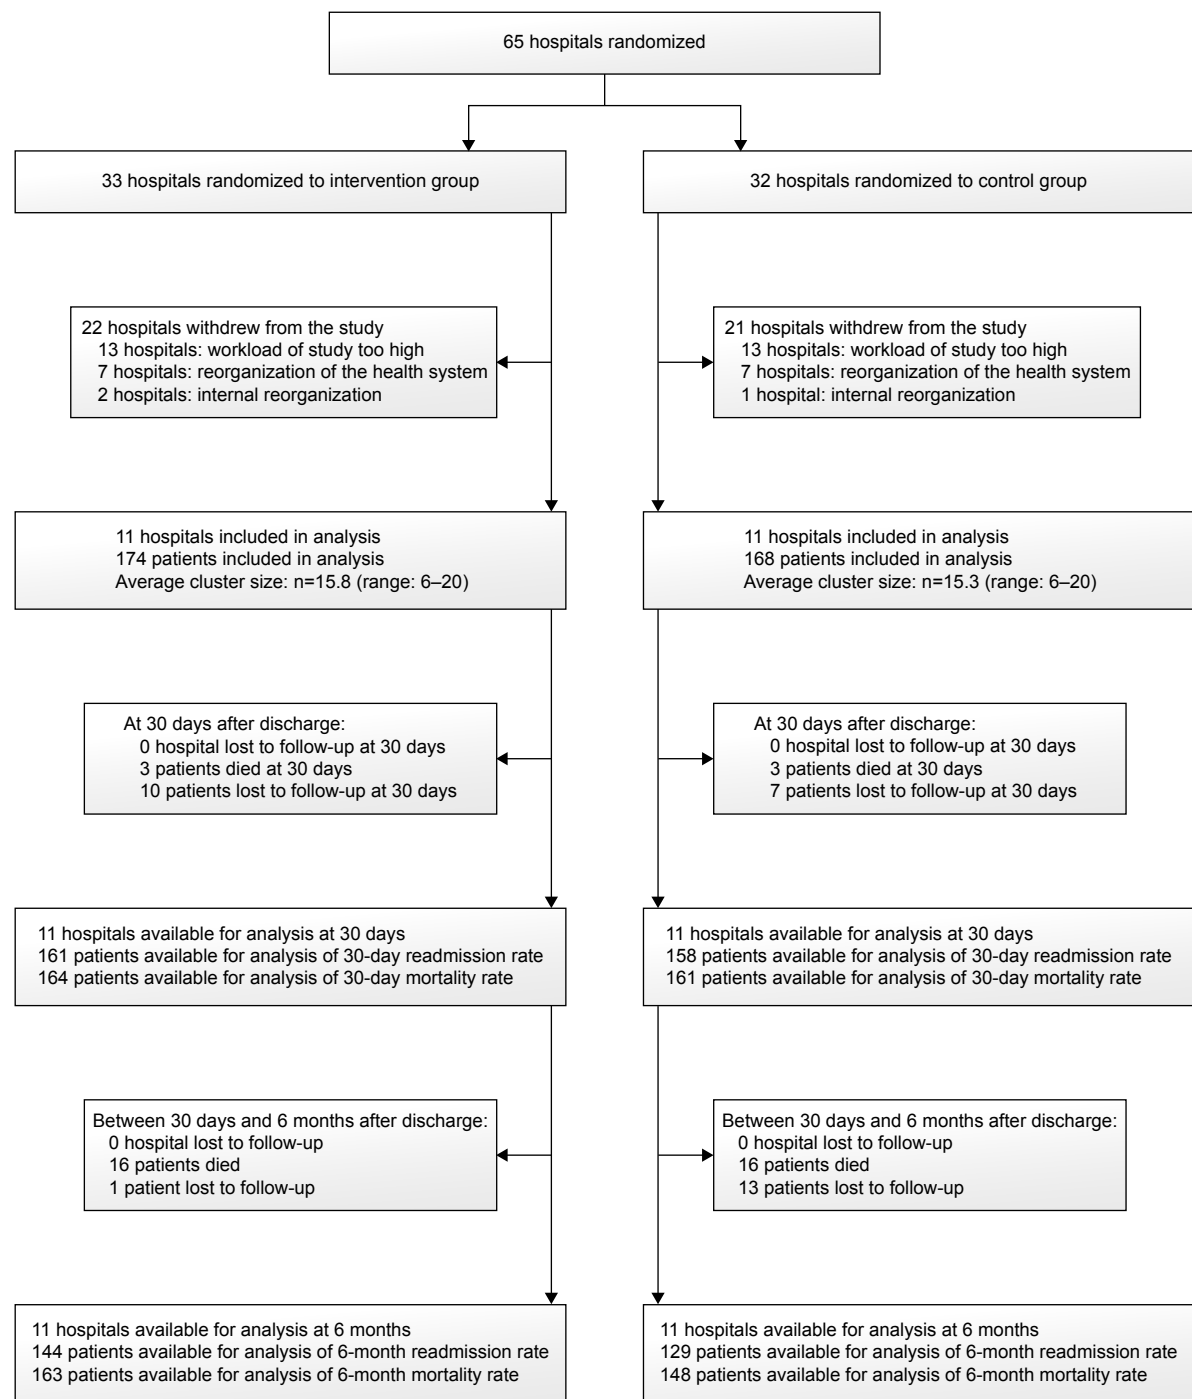 65 hospitals randomized
33 hospitals randomized to intervention group
32 hospitals randomized to control group
22 hospitals withdrew from the study
13 hospitals: workload of study too high
7 hospitals: reorganization of the health system
2 hospitals: internal reorganization
21 hospitals withdrew from the study
13 hospitals: workload of study too high
7 hospitals: reorganization of the health system
1 hospital: internal reorganization
11 hospitals included in analysis
174 patients included in analysis
Average cluster size: n=15.8 (range: 6–20)
11 hospitals included in analysis
168 patients included in analysis
Average cluster size: n=15.3 (range: 6–20)
At 30 days after discharge:
0 hospital lost to follow-up at 30 days
3 patients died at 30 days
10 patients lost to follow-up at 30 days
At 30 days after discharge:
0 hospital lost to follow-up at 30 days
3 patients died at 30 days
7 patients lost to follow-up at 30 days
11 hospitals available for analysis at 30 days
161 patients available for analysis of 30-day readmission rate
164 patients available for analysis of 30-day mortality rate
11 hospitals available for analysis at 30 days
158 patients available for analysis of 30-day readmission rate
161 patients available for analysis of 30-day mortality rate
Between 30 days and 6 months after discharge:
0 hospital lost to follow-up
16 patients died
1 patient lost to follow-up
Between 30 days and 6 months after discharge:
0 hospital lost to follow-up
16 patients died
13 patients lost to follow-up
11 hospitals available for analysis at 6 months
144 patients available for analysis of 6-month readmission rate
163 patients available for analysis of 6-month mortality rate
11 hospitals available for analysis at 6 months
129 patients available for analysis of 6-month readmission rate
148 patients available for analysis of 6-month mortality rate